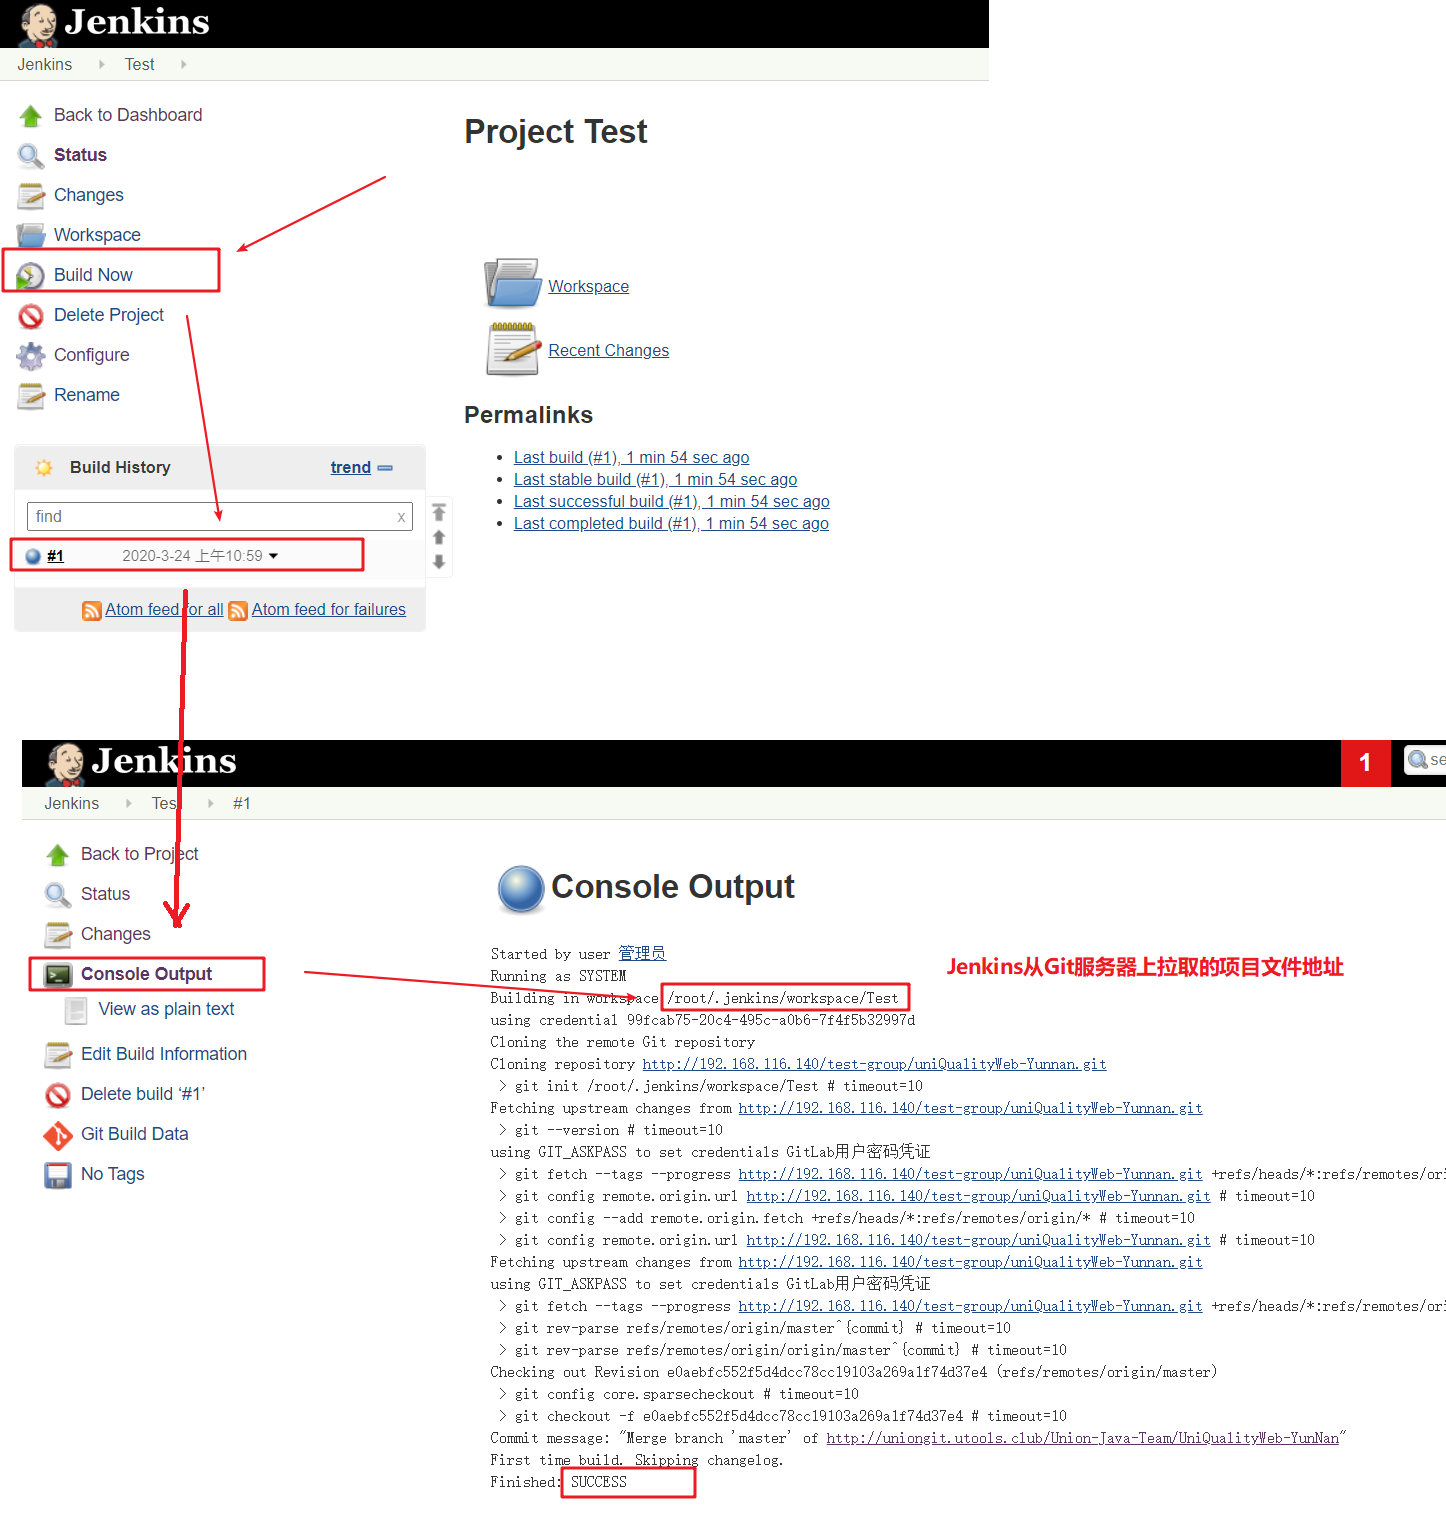 Jenkins
Jenkins Test
Back to Dashboard
Status
Changes
Workspace
Build Now
Delete Project
Configure
Rename
Build History trend
find x
#1 2020-3-24 上午10:59
Atom feed for all Atom feed for failures
Project Test
Workspace
Recent Changes
Permalinks
Last build (#1), 1 min 54 sec ago
Last stable build (#1), 1 min 54 sec ago
Last successful build (#1), 1 min 54 sec ago
Last completed build (#1), 1 min 54 sec ago
Jenkins 1 se
Jenkins Test #1
Back to Project
Status
Changes
Console Output
View as plain text
Edit Build Information
Delete build ‘#1’
Git Build Data
No Tags
Console Output
Jenkins从Git服务器上拉取的项目文件地址
Started by user 管理员
Running as SYSTEM
Building in workspace /root/.jenkins/workspace/Test
using credential 99fcab75-20c4-495c-a0b6-7f4f5b32997d
Cloning the remote Git repository
Cloning repository http://192.168.116.140/test-group/uniQualityWeb-Yunnan.git
> git init /root/.jenkins/workspace/Test # timeout=10
Fetching upstream changes from http://192.168.116.140/test-group/uniQualityWeb-Yunnan.git
> git --version # timeout=10
using GIT_ASKPASS to set credentials GitLab用户密码凭证
> git fetch --tags --progress http://192.168.116.140/test-group/uniQualityWeb-Yunnan.git +refs/heads/*:refs/remotes/ori
> git config remote.origin.url http://192.168.116.140/test-group/uniQualityWeb-Yunnan.git # timeout=10
> git config --add remote.origin.fetch +refs/heads/*:refs/remotes/origin/* # timeout=10
> git config remote.origin.url http://192.168.116.140/test-group/uniQualityWeb-Yunnan.git # timeout=10
Fetching upstream changes from http://192.168.116.140/test-group/uniQualityWeb-Yunnan.git
using GIT_ASKPASS to set credentials GitLab用户密码凭证
> git fetch --tags --progress http://192.168.116.140/test-group/uniQualityWeb-Yunnan.git +refs/heads/*:refs/remotes/ori
> git rev-parse refs/remotes/origin/master^{commit} # timeout=10
> git rev-parse refs/remotes/origin/origin/master^{commit} # timeout=10
Checking out Revision e0aebfc552f5d4dcc78cc19103a269a1f74d37e4 (refs/remotes/origin/master)
> git config core.sparsecheckout # timeout=10
> git checkout -f e0aebfc552f5d4dcc78cc19103a269a1f74d37e4 # timeout=10
Commit message: "Merge branch 'master' of http://uniongit.utools.club/Union-Java-Team/UniQualityWeb-YunNan"
First time build. Skipping changelog.
Finished: SUCCESS